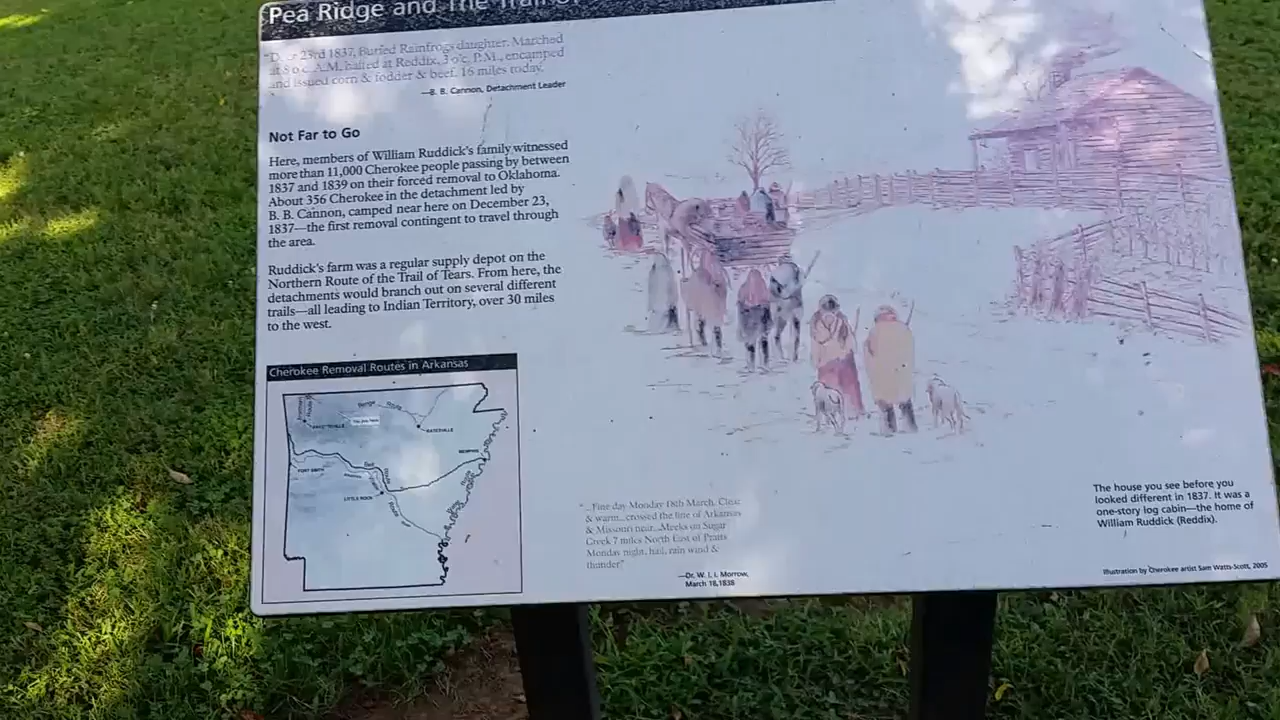 Pea Ridge and The Trail of
"D 23rd 1837, Buried Rainfrogs daughter. Marched
at 8 o c. A.M. halted at Reddix, 3 o'c. P.M., encamped
and issued corn & fodder & beef. 16 miles today.
—B. B. Cannon, Detachment Leader
Not Far to Go
Here, members of William Ruddick's family witnessed
more than 11,000 Cherokee people passing by between
1837 and 1839 on their forced removal to Oklahoma.
About 356 Cherokee in the detachment led by
B. B. Cannon, camped near here on December 23,
1837—the first removal contingent to travel through
the area.
Ruddick's farm was a regular supply depot on the
Northern Route of the Trail of Tears. From here, the
detachments would branch out on several different
trails—all leading to Indian Territory, over 30 miles
to the west.
Cherokee Removal Routes in Arkansas
Benge Route
BATESVILLE
MEMPHIS
FORT SMITH
Bell
LITTLE ROCK
"...Fine day Monday 18th March. Clear
& warm...crossed the line of Arkansas
& Missouri near...Meeks on Sugar
Creek 7 miles North East of Pratts
Monday night, hail, rain wind &
thunder"
—Dr. W. I. I. Morrow,
March 18,1838
The house you see before you
looked different in 1837. It was a
one-story log cabin—the home of
William Ruddick (Reddix).
Illustration by Cherokee artist Sam Watts-Scott, 2005